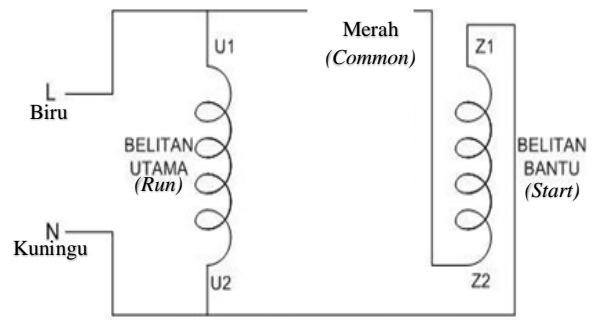 U1
Merah
(Common)
Z1
L
Biru
BELITAN
UTAMA
(Run)
BELITAN
BANTU
(Start)
N
Kuningu
U2
Z2